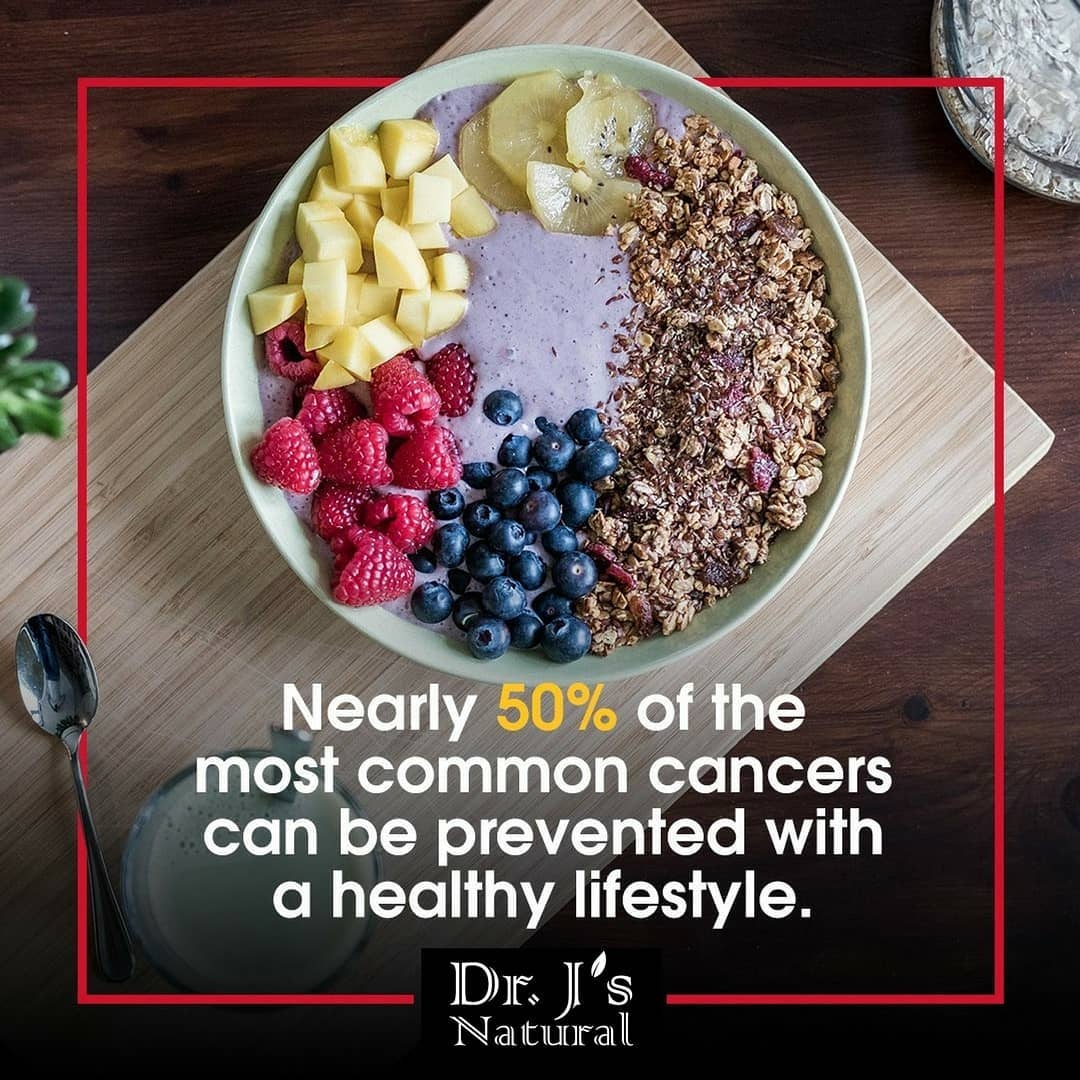 Nearly 50% of the
most common cancers
can be prevented with
a healthy lifestyle.
Dr. J's
Natural